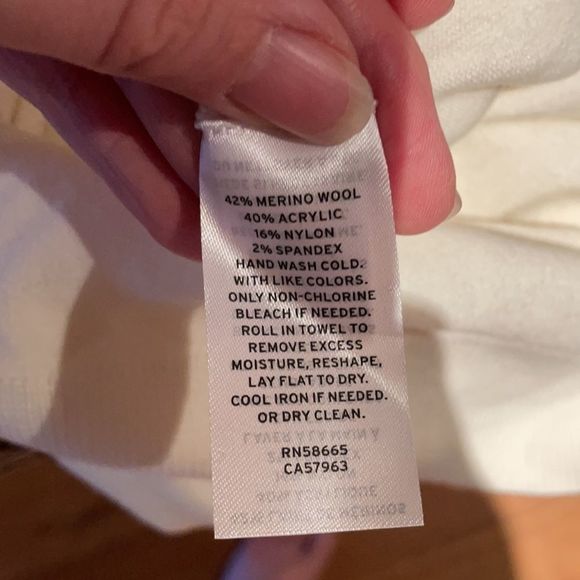 42% MERINO WOOL
40% ACRYLIC
16% NYLON
2% SPANDEX
HAND WASH COLD.
WITH LIKE COLORS.
ONLY NON-CHLORINE
BLEACH IF NEEDED.
ROLL IN TOWEL TO
REMOVE EXCESS
MOISTURE, RESHAPE,
LAY FLAT TO DRY.
COOL IRON IF NEEDED.
OR DRY CLEAN.
RN58665
CA57963